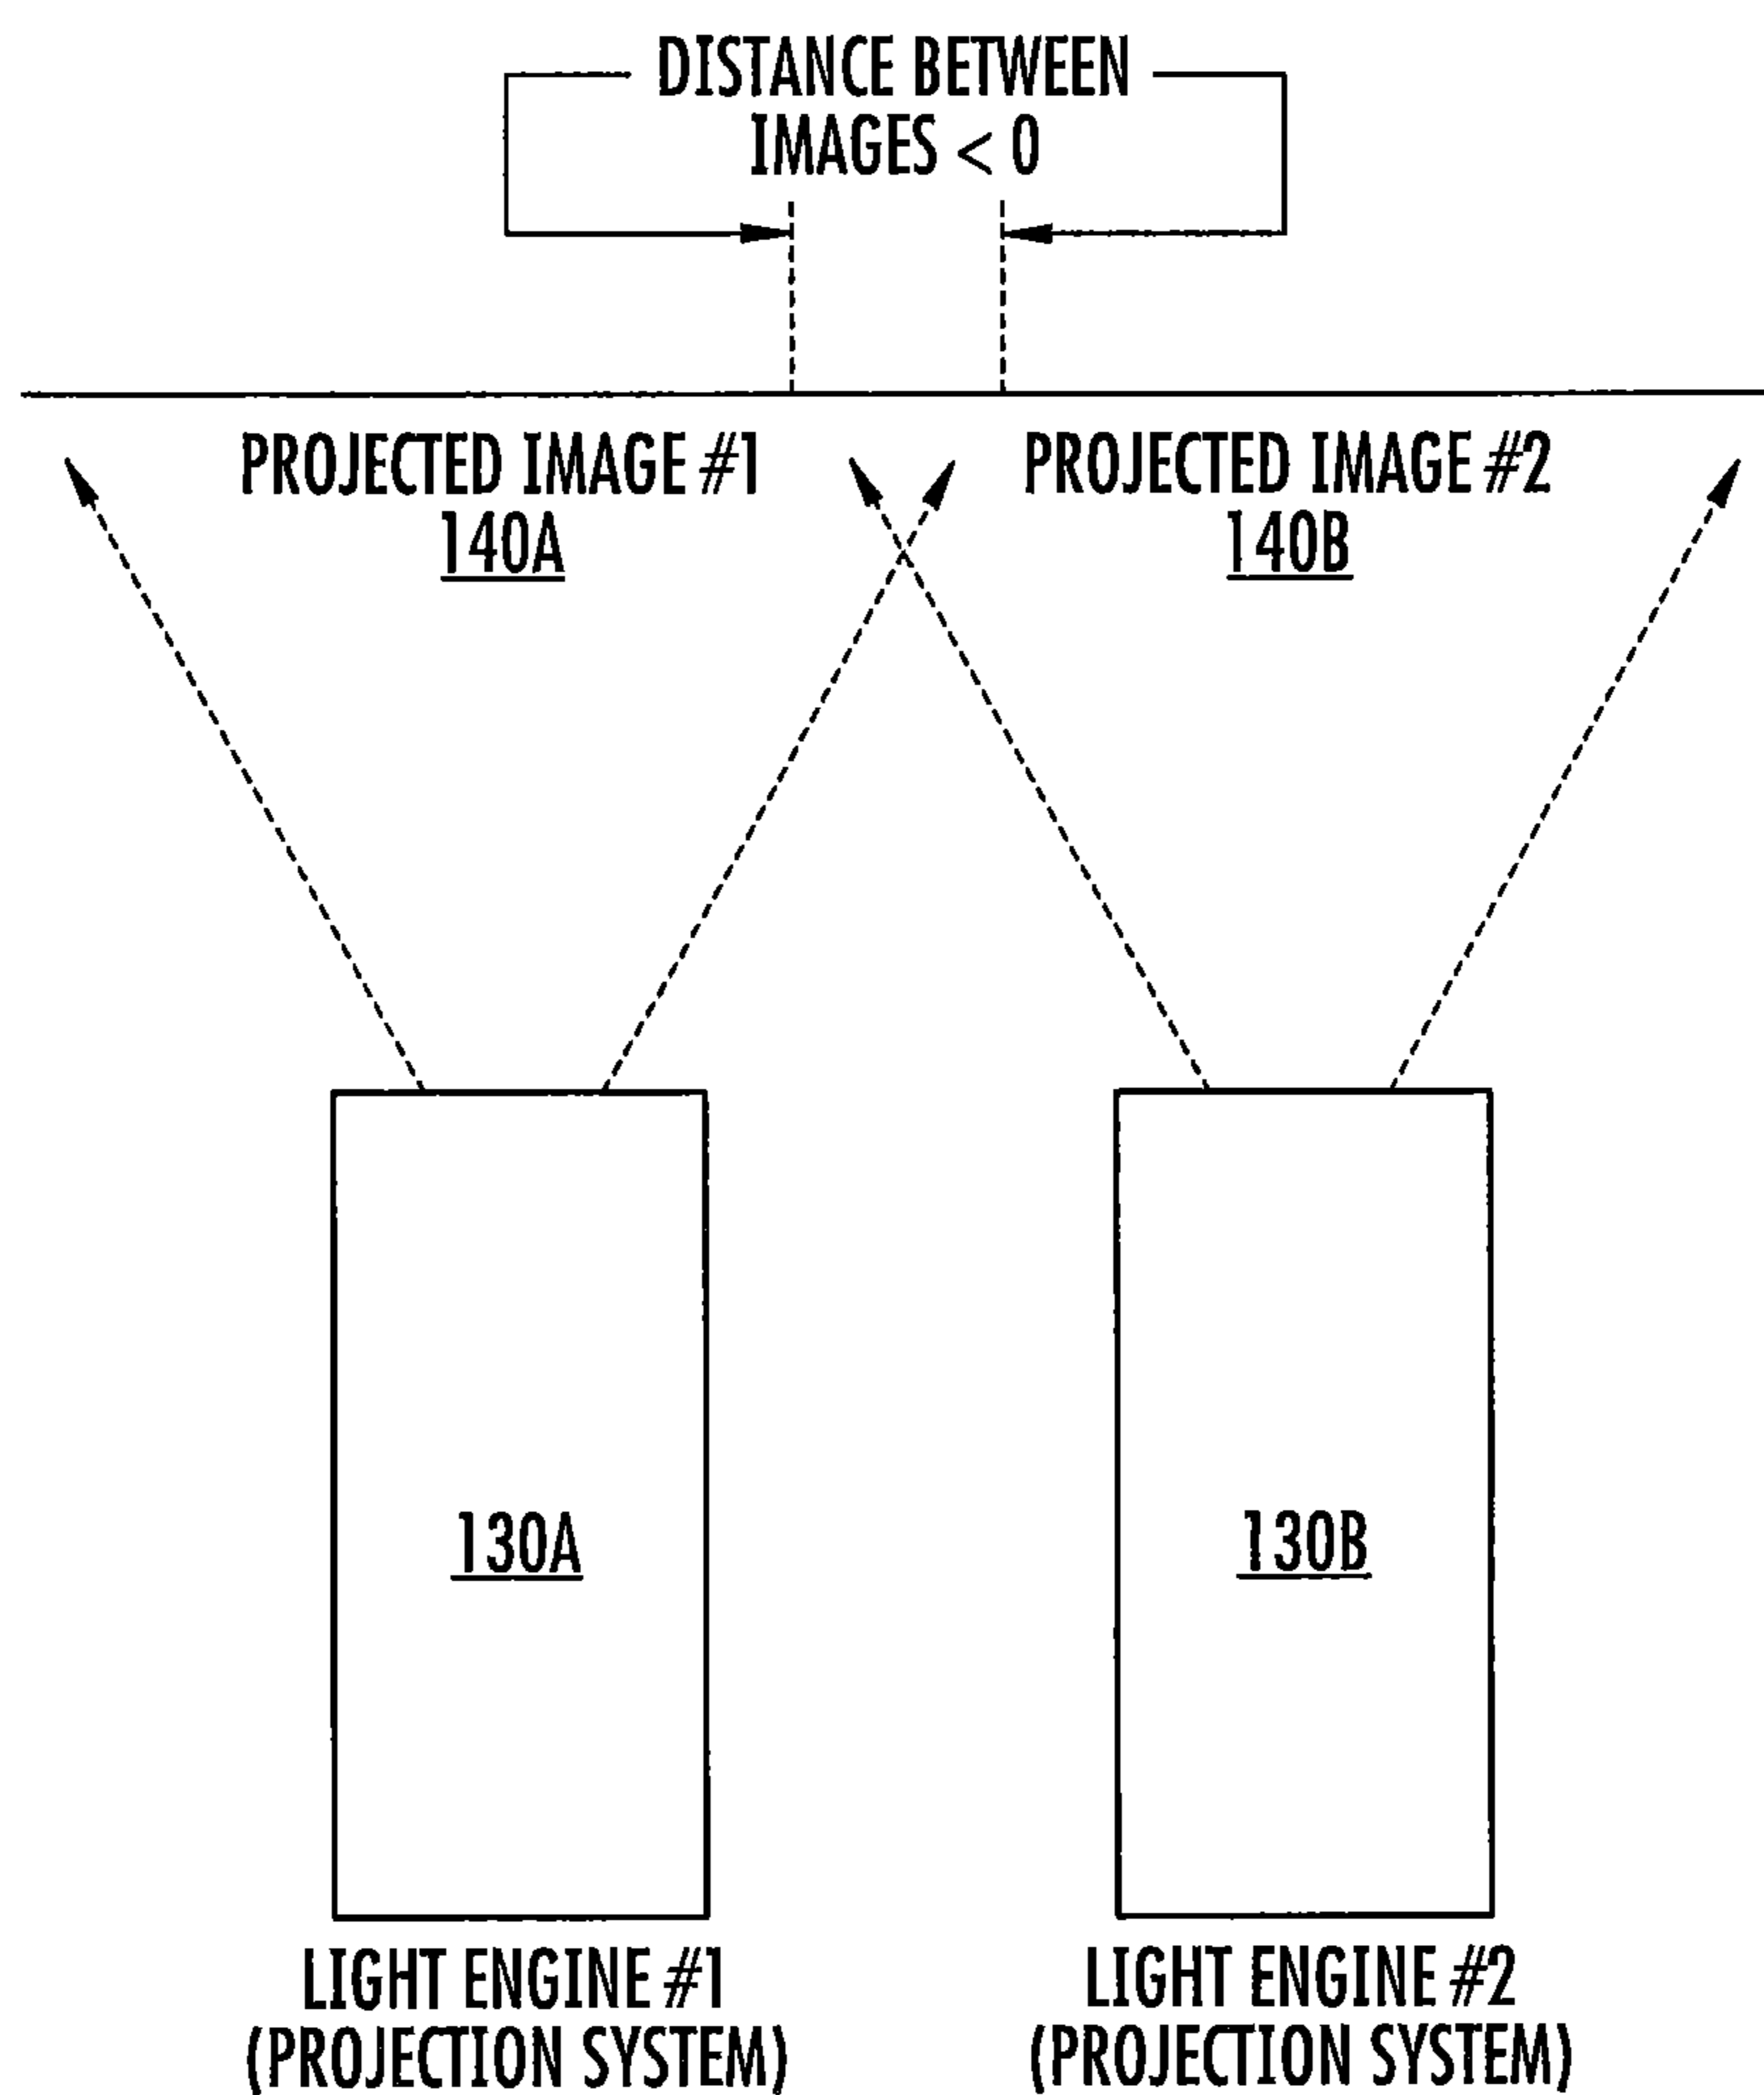 DISTANCE BETWEEN
IMAGES < 0
PROJECTED IMAGE #1
140A
PROJECTED IMAGE #2
140B
130A
130B
LIGHT ENGINE #1
(PROJECTION SYSTEM)
LIGHT ENGINE #2
(PROJECTION SYSTEM)